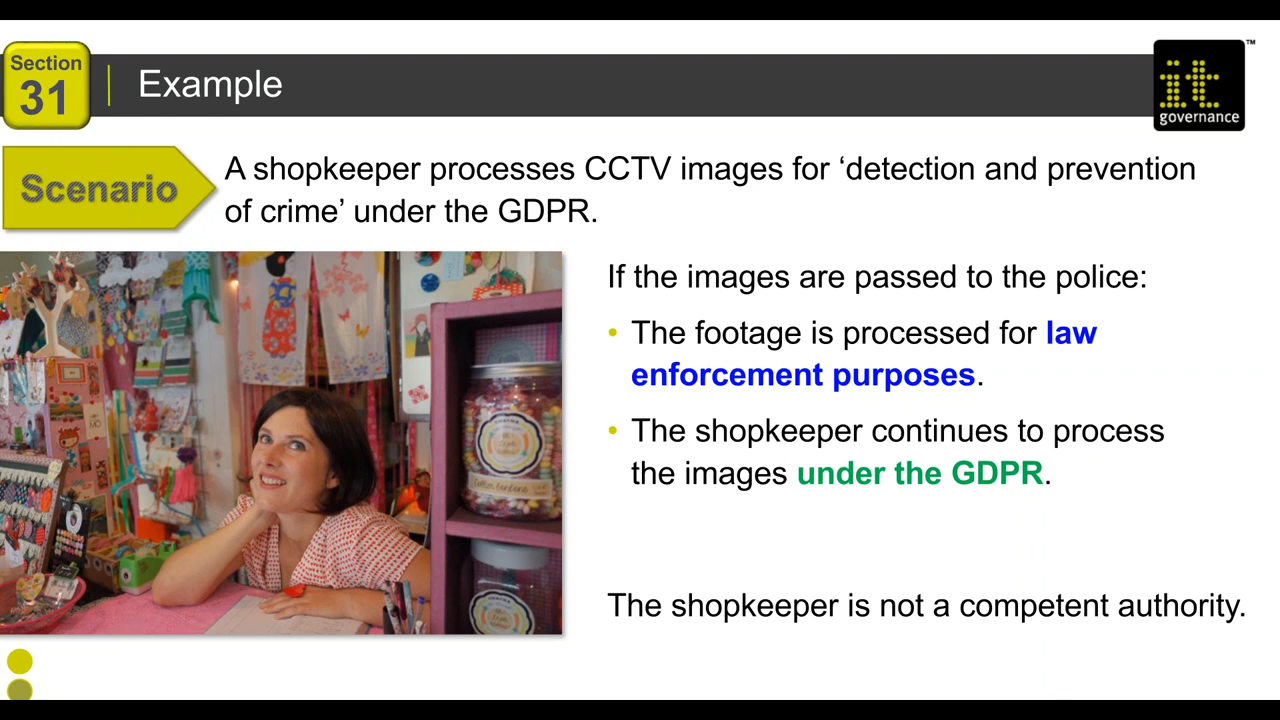 Section
31
Example
it
governance
™
Scenario
A shopkeeper processes CCTV images for ‘detection and prevention
of crime’ under the GDPR.
If the images are passed to the police:
• The footage is processed for law
enforcement purposes.
• The shopkeeper continues to process
the images under the GDPR.
The shopkeeper is not a competent authority.